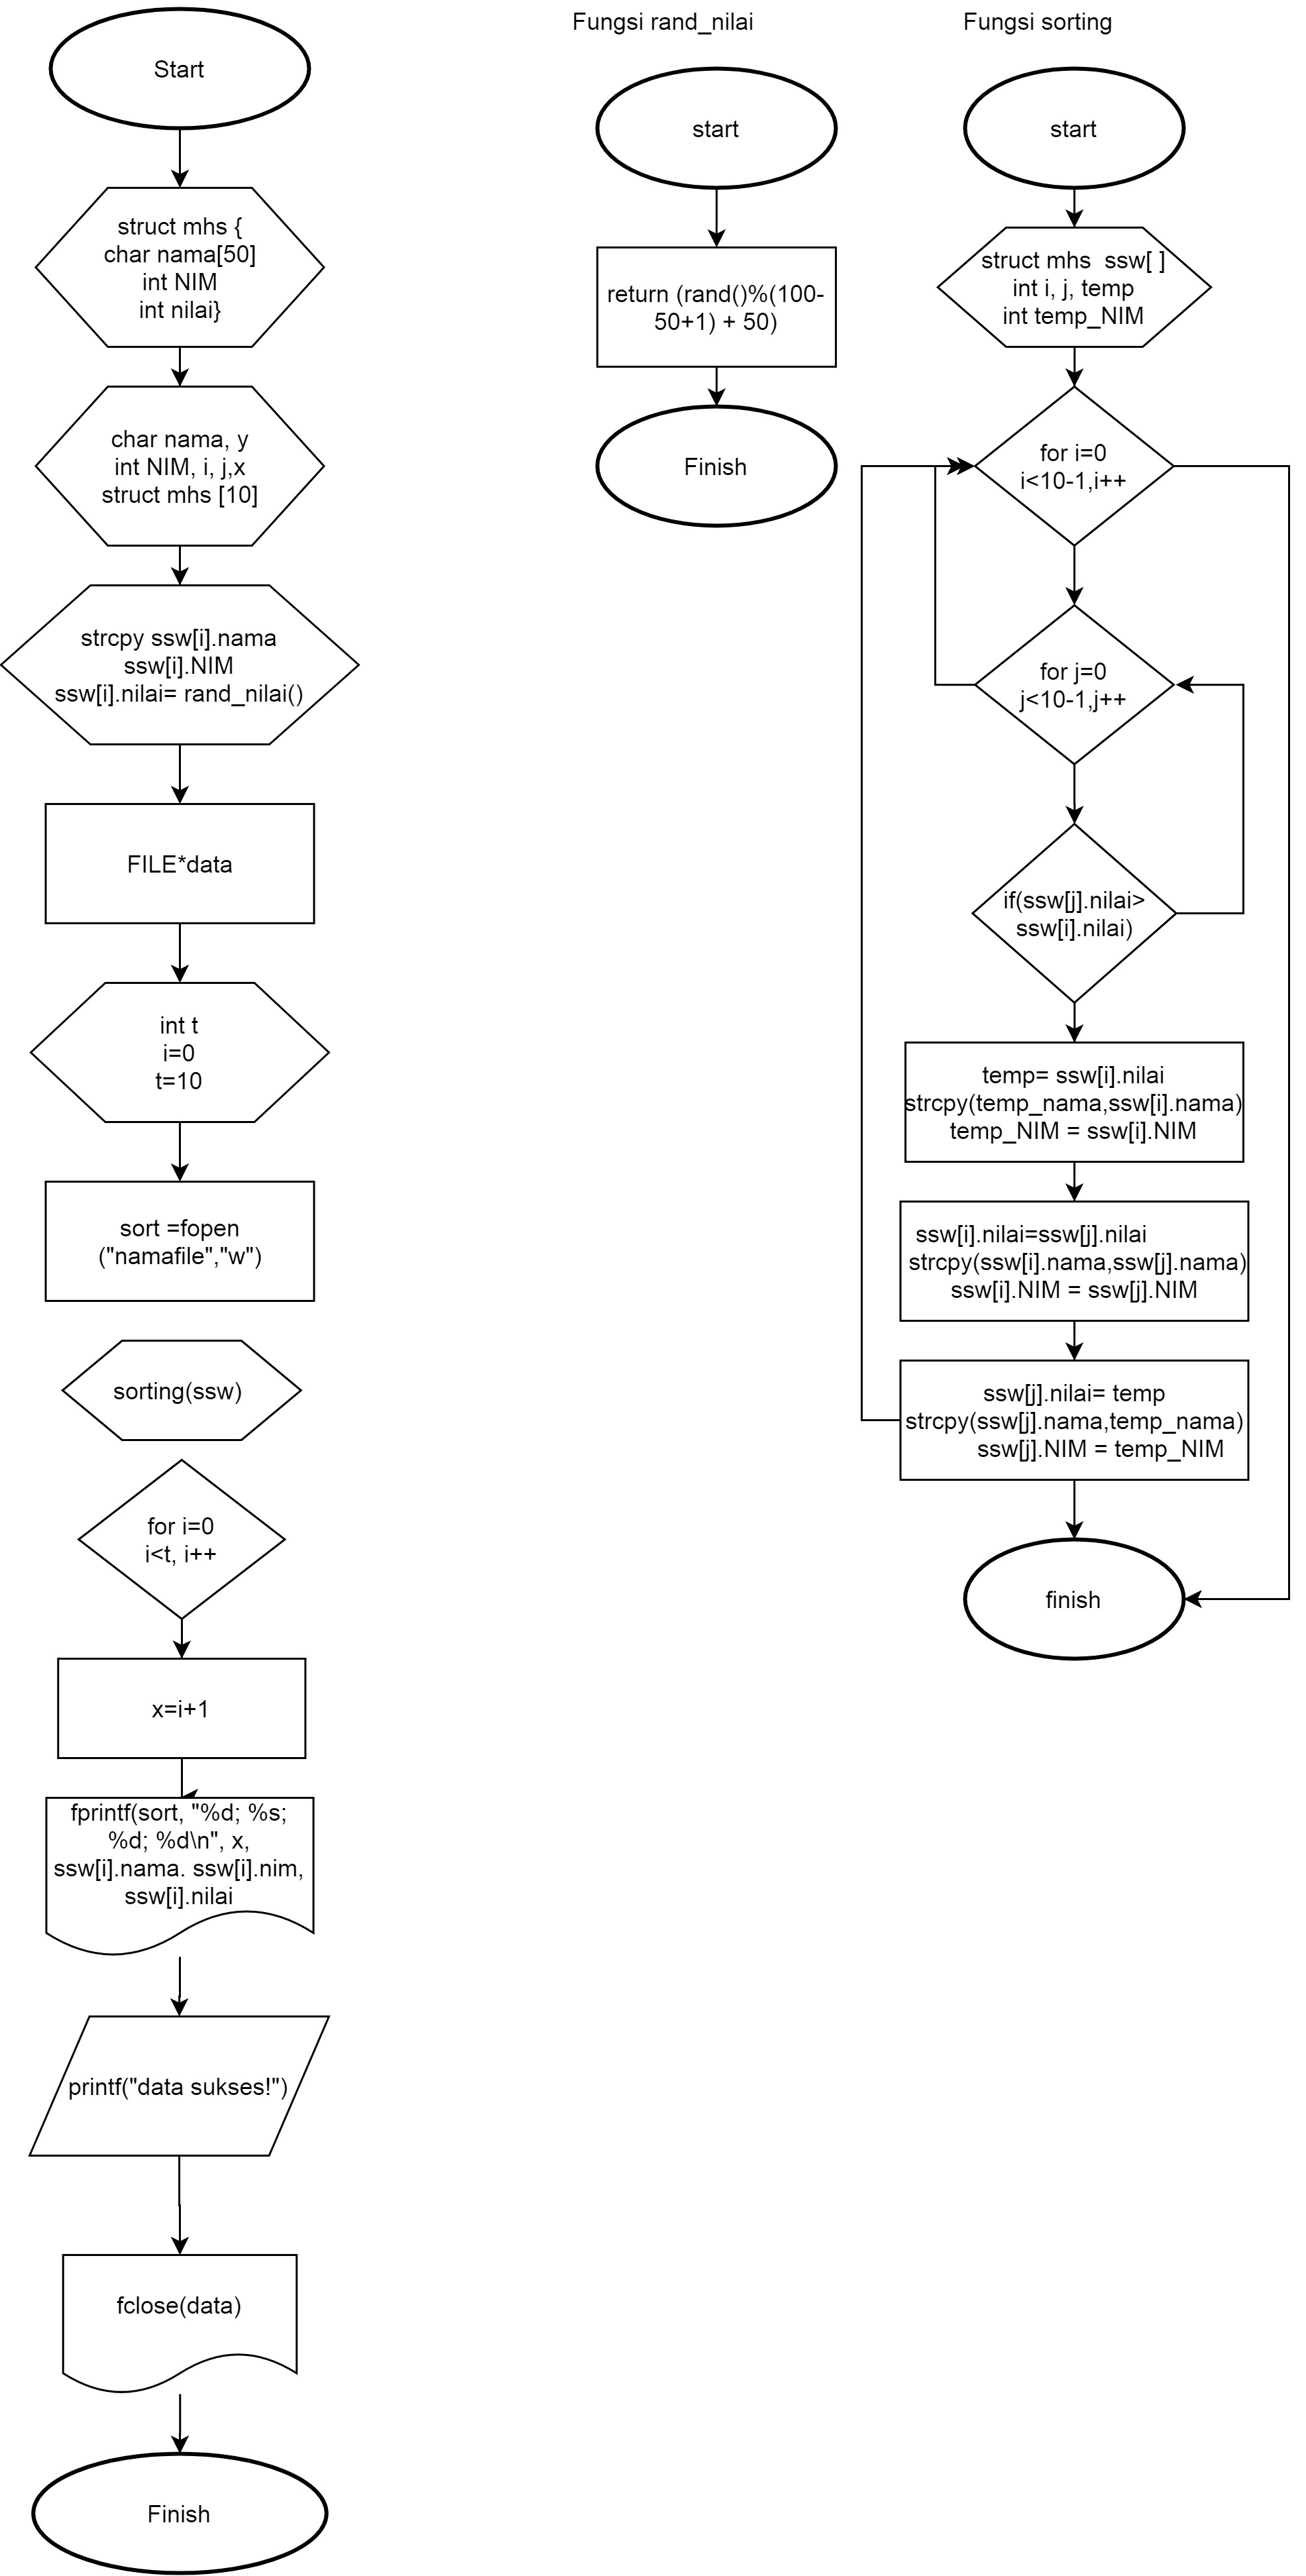 Start
struct mhs {
char nama[50]
int NIM
int nilai}
char nama, y
int NIM, i, j,x
struct mhs [10]
strcpy ssw[i].nama
ssw[i].NIM
ssw[i].nilai= rand_nilai()
FILE*data
int t
i=0
t=10
sort =fopen
("namafile","w")
sorting(ssw)
for i=0
i<t, i++
x=i+1
fprintf(sort, "%d; %s;
%d; %d\n", x,
ssw[i].nama. ssw[i].nim,
ssw[i].nilai
printf("data sukses!")
fclose(data)
Finish
Fungsi rand_nilai
start
return (rand()%(100-
50+1) + 50)
Finish
Fungsi sorting
start
struct mhs  ssw[ ]
int i, j, temp
int temp_NIM
for i=0
i<10-1,i++
for j=0
j<10-1,j++
if(ssw[j].nilai>
ssw[i].nilai)
temp= ssw[i].nilai
strcpy(temp_nama,ssw[i].nama)
temp_NIM = ssw[i].NIM
ssw[i].nilai=ssw[j].nilai
strcpy(ssw[i].nama,ssw[j].nama)
ssw[i].NIM = ssw[j].NIM
ssw[j].nilai= temp
strcpy(ssw[j].nama,temp_nama)
ssw[j].NIM = temp_NIM
finish